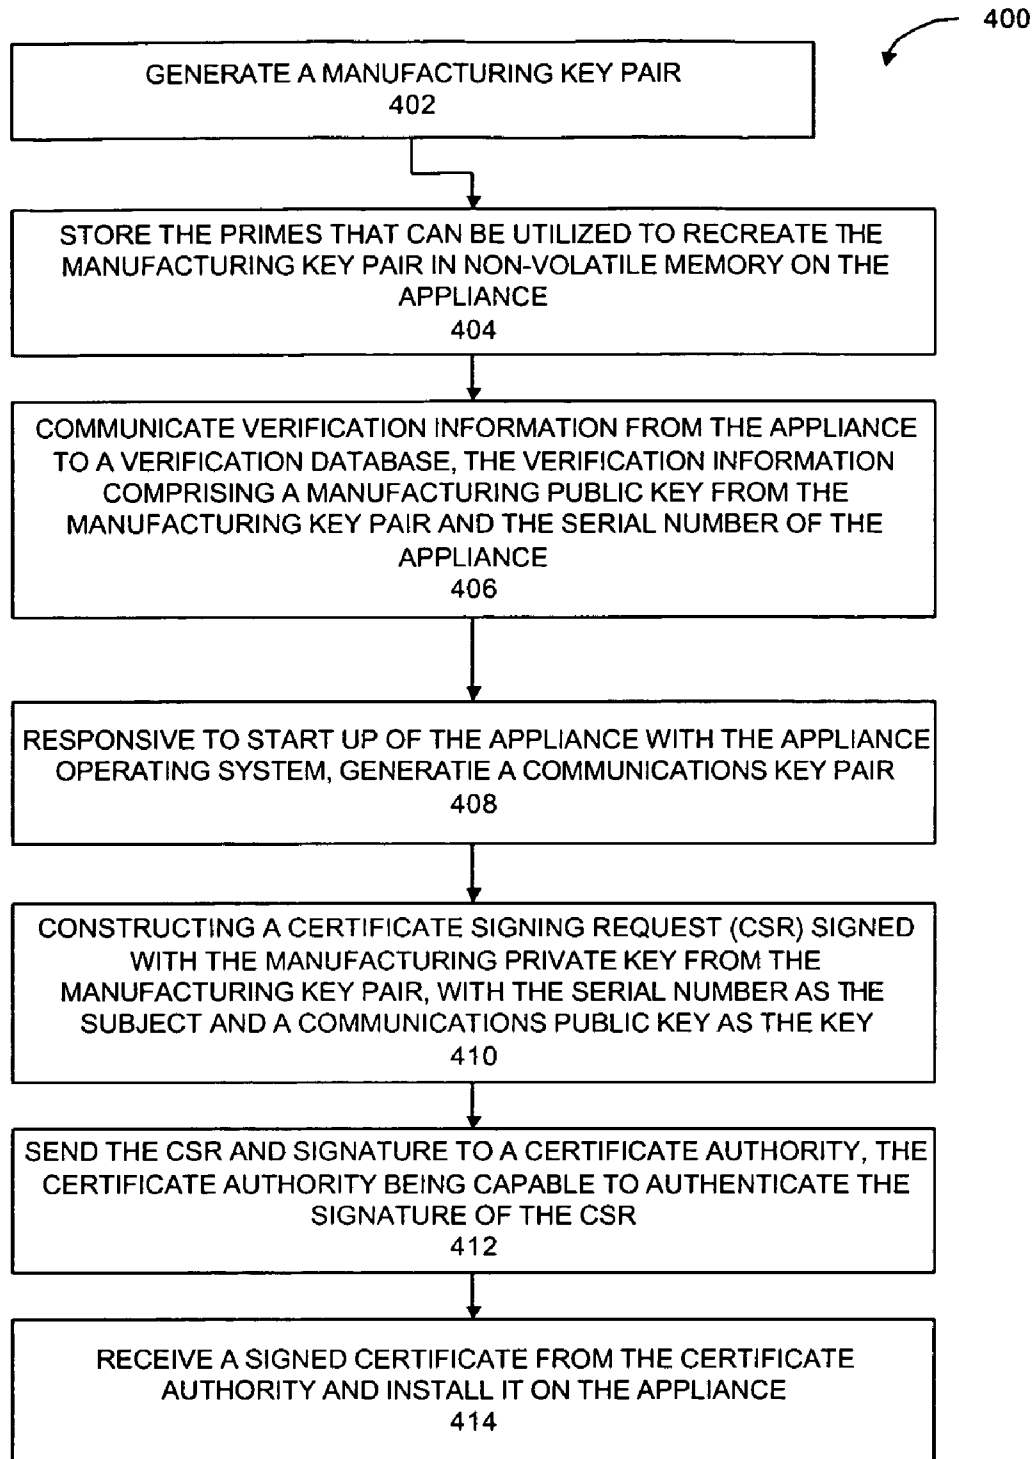 400
GENERATE A MANUFACTURING KEY PAIR
402
STORE THE PRIMES THAT CAN BE UTILIZED TO RECREATE THE
MANUFACTURING KEY PAIR IN NON-VOLATILE MEMORY ON THE
APPLIANCE
404
COMMUNICATE VERIFICATION INFORMATION FROM THE APPLIANCE
TO A VERIFICATION DATABASE, THE VERIFICATION INFORMATION
COMPRISING A MANUFACTURING PUBLIC KEY FROM THE
MANUFACTURING KEY PAIR AND THE SERIAL NUMBER OF THE
APPLIANCE
406
RESPONSIVE TO START UP OF THE APPLIANCE WITH THE APPLIANCE
OPERATING SYSTEM, GENERATIE A COMMUNICATIONS KEY PAIR
408
CONSTRUCTING A CERTIFICATE SIGNING REQUEST (CSR) SIGNED
WITH THE MANUFACTURING PRIVATE KEY FROM THE
MANUFACTURING KEY PAIR, WITH THE SERIAL NUMBER AS THE
SUBJECT AND A COMMUNICATIONS PUBLIC KEY AS THE KEY
410
SEND THE CSR AND SIGNATURE TO A CERTIFICATE AUTHORITY, THE
CERTIFICATE AUTHORITY BEING CAPABLE TO AUTHENTICATE THE
SIGNATURE OF THE CSR
412
RECEIVE A SIGNED CERTIFICATE FROM THE CERTIFICATE
AUTHORITY AND INSTALL IT ON THE APPLIANCE
414